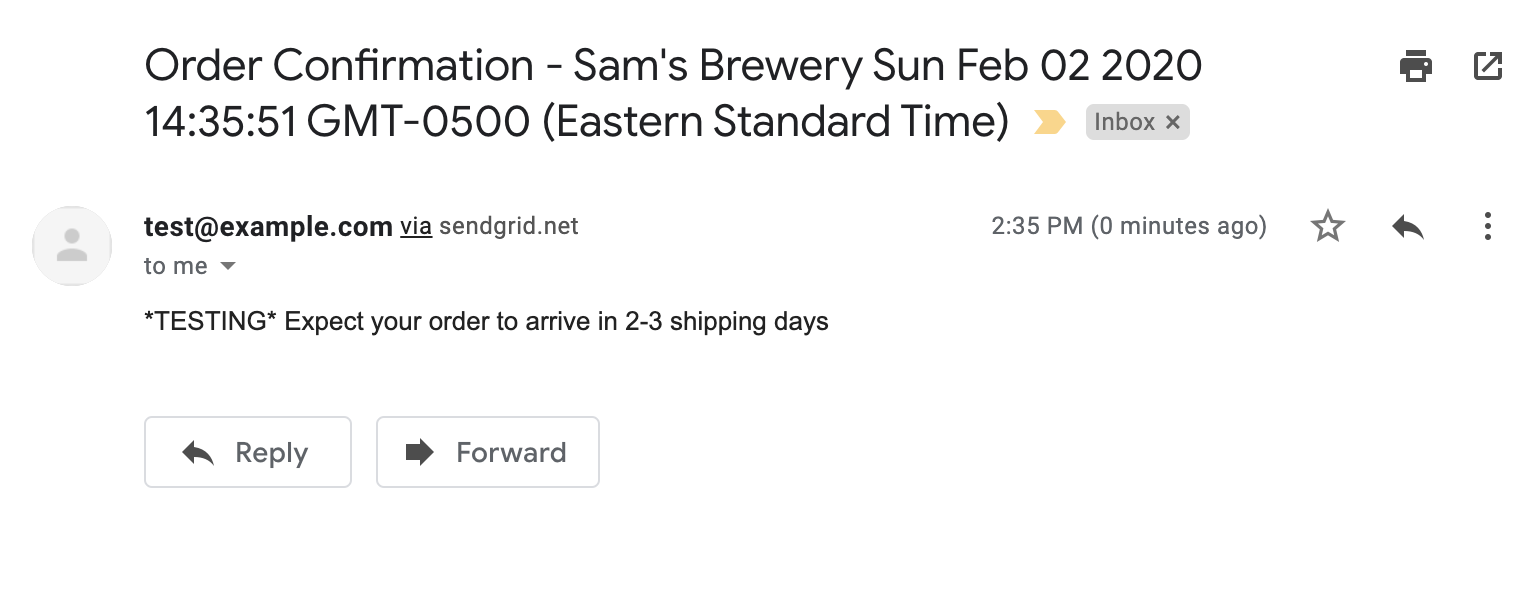 Order Confirmation - Sam's Brewery Sun Feb 02 2020
14:35:51 GMT-0500 (Eastern Standard Time) Inbox ×
test@example.com via sendgrid.net 2:35 PM (0 minutes ago)
to me
*TESTING* Expect your order to arrive in 2-3 shipping days
Reply Forward